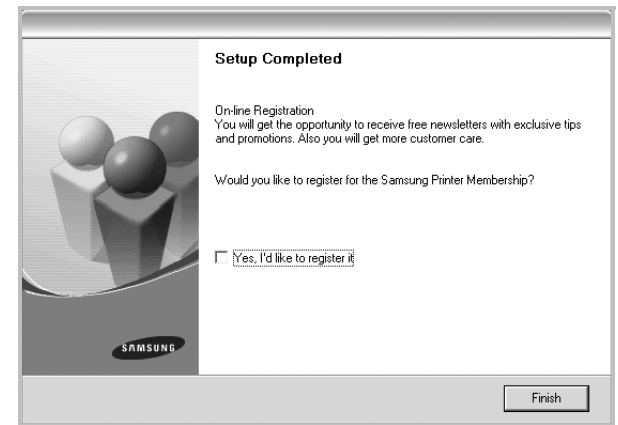 Setup Completed
On-line Registration
You will get the opportunity to receive free newsletters with exclusive tips
and promotions. Also you will get more customer care.
Would you like to register for the Samsung Printer Membership?
Yes, I'd like to register it
SAMSUNG
Finish